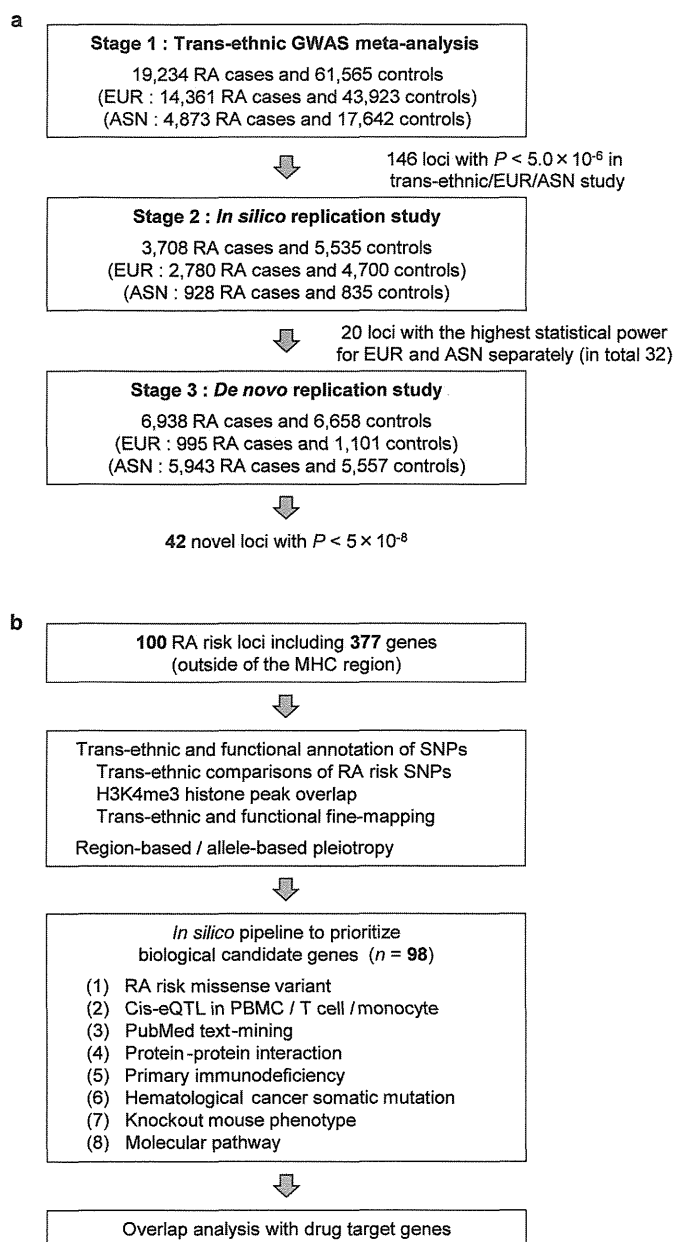 a
Stage 1 : Trans-ethnic GWAS meta-analysis
19,234 RA cases and 61,565 controls
(EUR : 14,361 RA cases and 43,923 controls)
(ASN : 4,873 RA cases and 17,642 controls)
146 loci with P < 5.0 × 10⁻⁶ in
trans-ethnic/EUR/ASN study
Stage 2 : In silico replication study
3,708 RA cases and 5,535 controls
(EUR : 2,780 RA cases and 4,700 controls)
(ASN : 928 RA cases and 835 controls)
20 loci with the highest statistical power
for EUR and ASN separately (in total 32)
Stage 3 : De novo replication study
6,938 RA cases and 6,658 controls
(EUR : 995 RA cases and 1,101 controls)
(ASN : 5,943 RA cases and 5,557 controls)
42 novel loci with P < 5 × 10⁻⁸
b
100 RA risk loci including 377 genes
(outside of the MHC region)
Trans-ethnic and functional annotation of SNPs
Trans-ethnic comparisons of RA risk SNPs
H3K4me3 histone peak overlap
Trans-ethnic and functional fine-mapping
Region-based / allele-based pleiotropy
In silico pipeline to prioritize
biological candidate genes (n = 98)
(1) RA risk missense variant
(2) Cis-eQTL in PBMC / T cell / monocyte
(3) PubMed text-mining
(4) Protein-protein interaction
(5) Primary immunodeficiency
(6) Hematological cancer somatic mutation
(7) Knockout mouse phenotype
(8) Molecular pathway
Overlap analysis with drug target genes